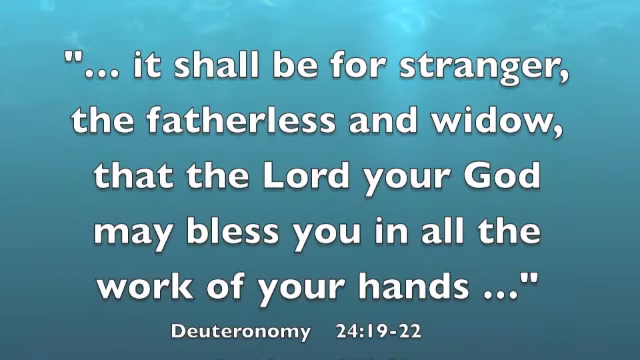 "... it shall be for stranger,
the fatherless and widow,
that the Lord your God
may bless you in all the
work of your hands ..."
Deuteronomy 24:19-22